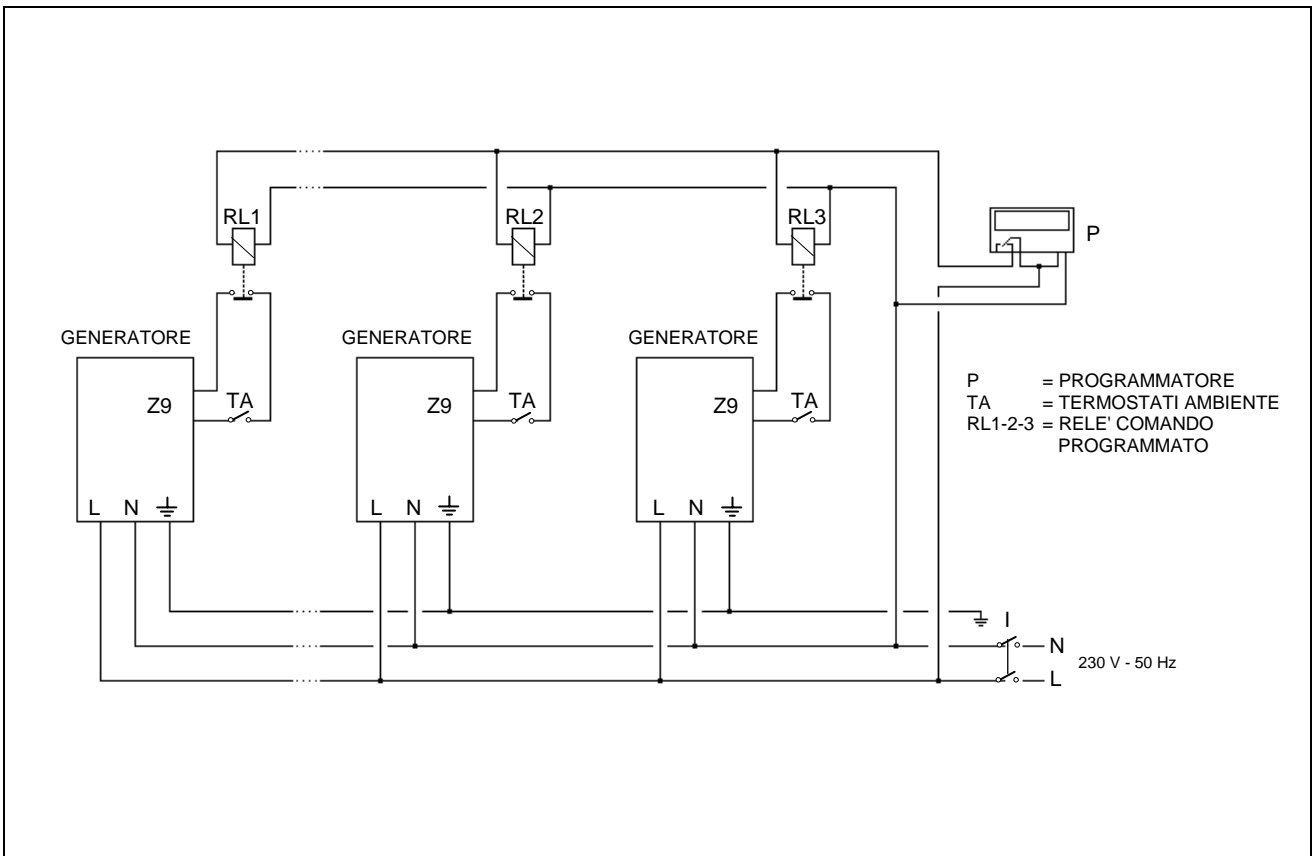 RL1 RL2 RL3
P
GENERATORE GENERATORE GENERATORE
P = PROGRAMMATORE
TA = TERMOSTATI AMBIENTE
RL1-2-3 = RELE' COMANDO
PROGRAMMATO
Z9 TA Z9 TA Z9 TA
L N L N L N
I
N
230 V - 50 Hz
L